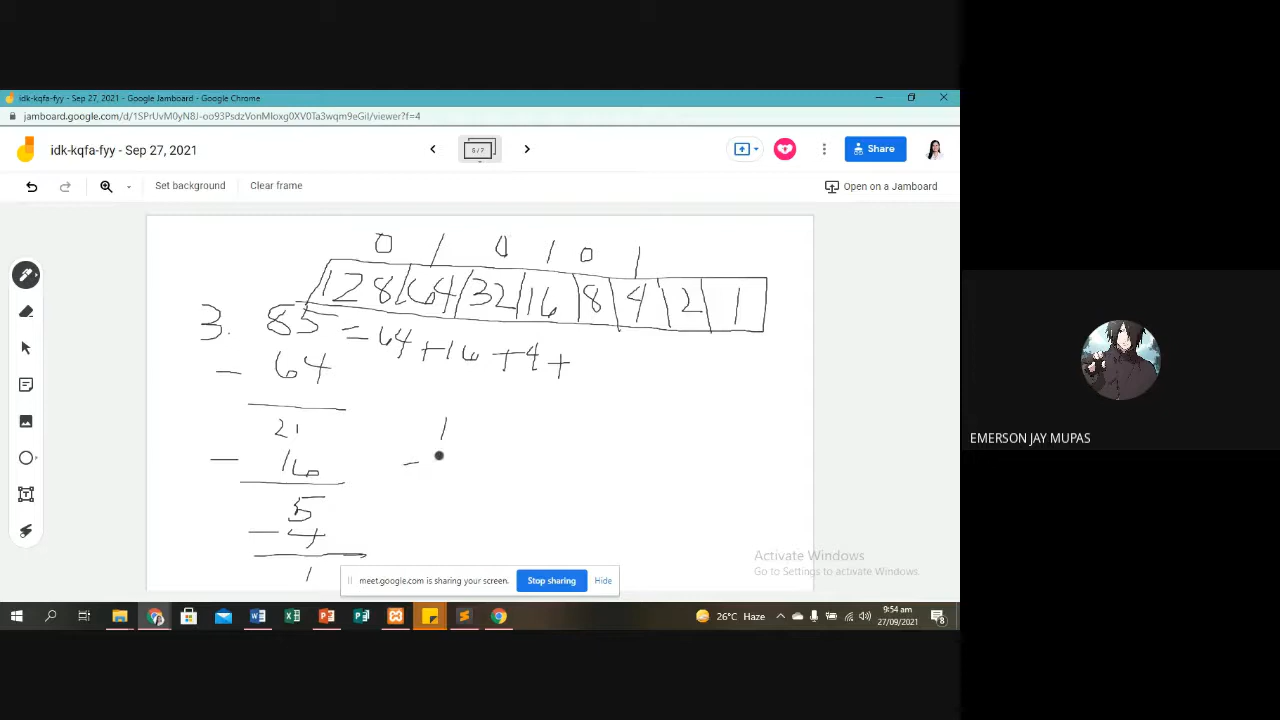 idk-kqfa-fyy - Sep 27, 2021 - Google Jamboard - Google Chrome
jamboard.google.com/d/1SPrUvM0yN8J-oo93PsdzVonMloxg0XV0Ta3wqm9eGiI/viewer?f=4
idk-kqfa-fyy - Sep 27, 2021
5 / 7
Share
Set background
Clear frame
Open on a Jamboard
0 1 0 1 0 1
128 64 32 16 8 4 2 1
3. 85 = 64 + 16 + 4 +
- 64
21
1
- 16
-
5
- 4
1
EMERSON JAY MUPAS
Activate Windows
Go to Settings to activate Windows.
meet.google.com is sharing your screen.
Stop sharing
Hide
26°C Haze
9:54 am
27/09/2021
8